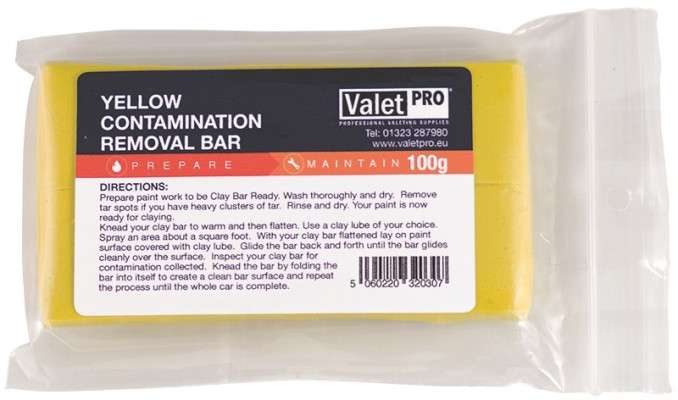 YELLOW
CONTAMINATION
REMOVAL BAR
Valet PRO®
PROFESSIONAL VALETING SUPPLIES
Tel: 01323 287980
www.valetpro.eu
PREPARE
MAINTAIN 100g
DIRECTIONS:
Prepare paint work to be Clay Bar Ready. Wash thoroughly and dry. Remove
tar spots if you have heavy clusters of tar. Rinse and dry. Your paint is now
ready for claying.
Knead your clay bar to warm and then flatten. Use a clay lube of your choice.
Spray an area about a square foot. With your clay bar flattened lay on paint
surface covered with clay lube. Glide the bar back and forth until the bar glides
cleanly over the surface. Inspect your clay bar for
contamination collected. Knead the bar by folding the
bar into itself to create a clean bar surface and repeat
the process until the whole car is complete.
5 060220 320307